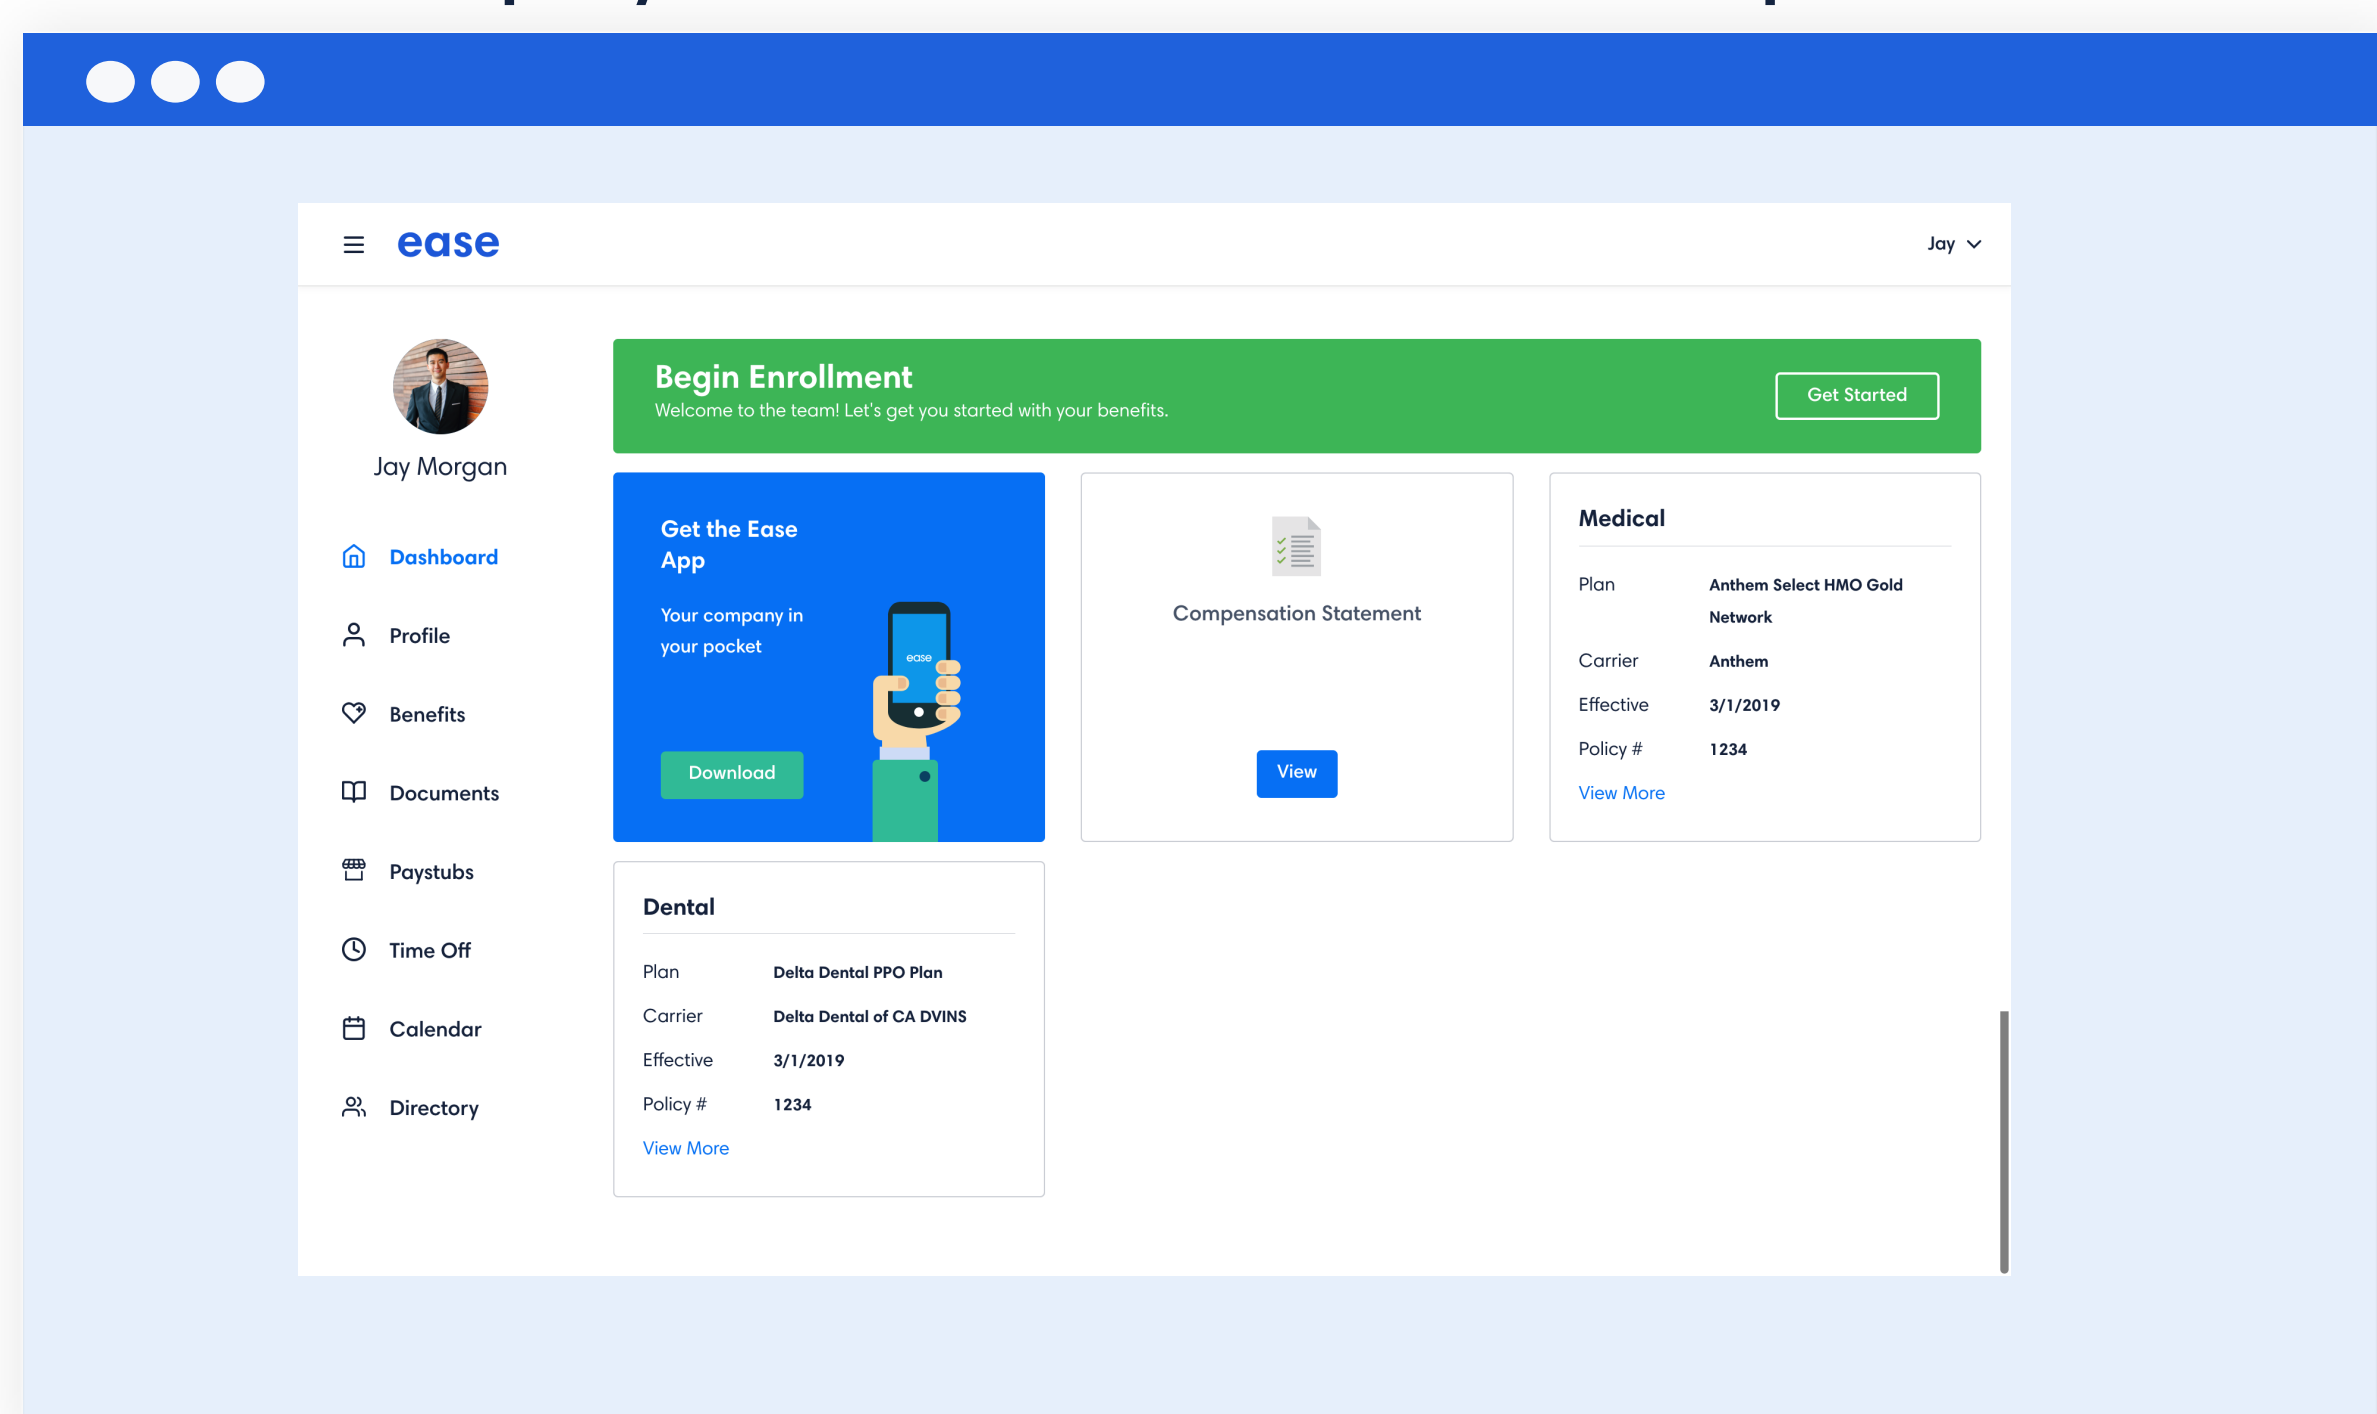 ease
Jay
Jay Morgan
Dashboard
Profile
Benefits
Documents
Paystubs
Time Off
Calendar
Directory
Begin Enrollment
Welcome to the team! Let's get you started with your benefits.
Get Started
Get the Ease
App
Your company in
your pocket
ease
Download
Compensation Statement
View
Medical
Plan Anthem Select HMO Gold
Network
Carrier Anthem
Effective 3/1/2019
Policy # 1234
View More
Dental
Plan Delta Dental PPO Plan
Carrier Delta Dental of CA DVINS
Effective 3/1/2019
Policy # 1234
View More